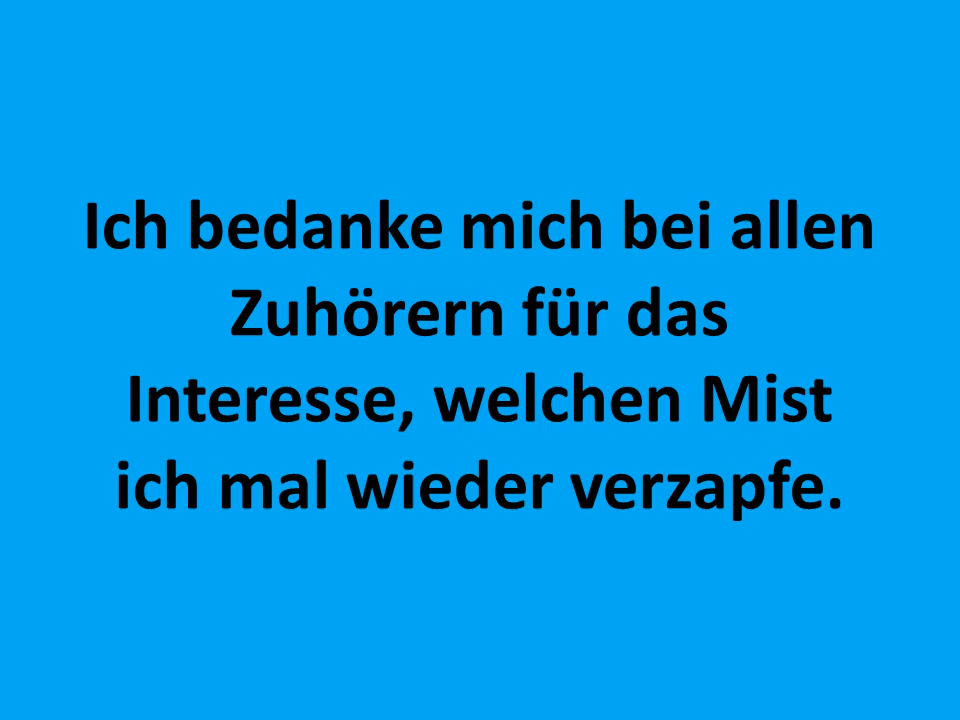 Ich bedanke mich bei allen
Zuhörern für das
Interesse, welchen Mist
ich mal wieder verzapfe.